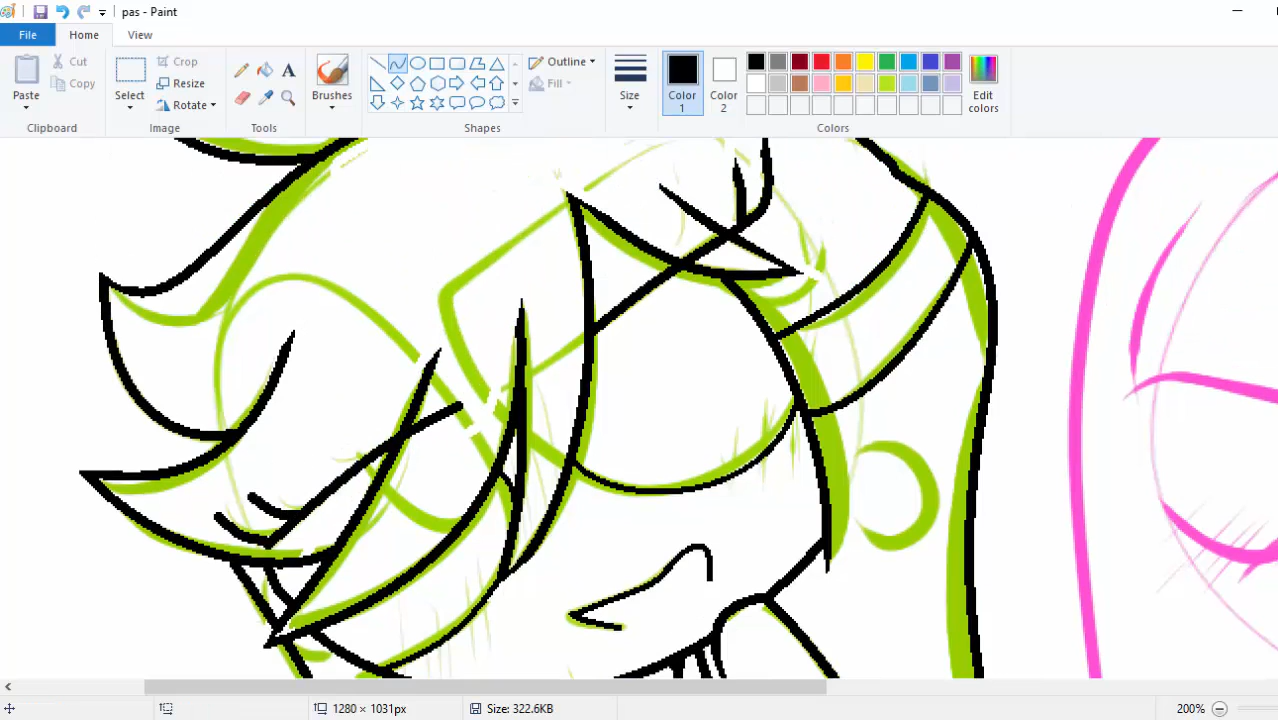 pas - Paint
File
Home
View
Paste
Cut
Copy
Clipboard
Select
Crop
Resize
Rotate
Image
A
Tools
Brushes
Outline
Fill
Shapes
Size
Color
1
Color
2
Edit
colors
Colors
1280 × 1031px
Size: 322.6KB
200%